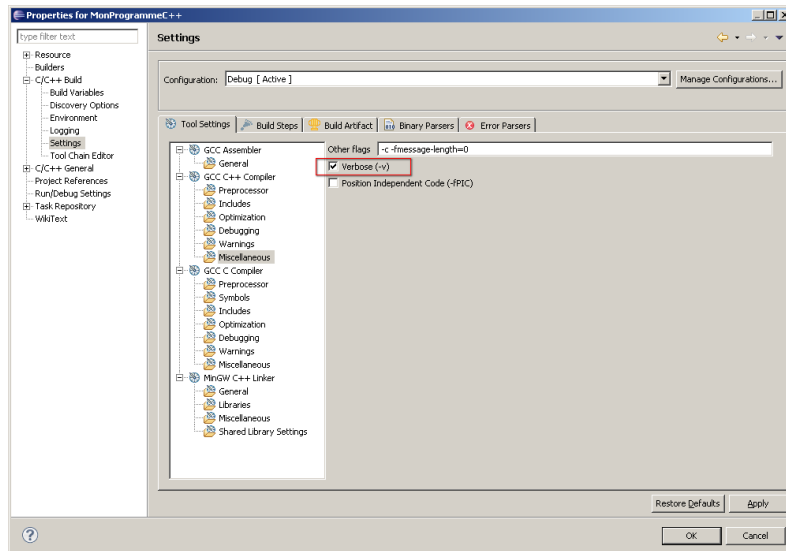 Properties for MonProgrammeC++
type filter text
Settings
Resource
Builders
C/C++ Build
Build Variables
Discovery Options
Environment
Logging
Settings
Tool Chain Editor
C/C++ General
Project References
Run/Debug Settings
Task Repository
WikiText
Configuration: Debug [ Active ]
Manage Configurations...
Tool Settings Build Steps Build Artifact Binary Parsers Error Parsers
GCC Assembler
General
GCC C++ Compiler
Preprocessor
Includes
Optimization
Debugging
Warnings
Miscellaneous
GCC C Compiler
Preprocessor
Symbols
Includes
Optimization
Debugging
Warnings
Miscellaneous
MinGW C++ Linker
General
Libraries
Miscellaneous
Shared Library Settings
Other flags -c -fmessage-length=0
Verbose (-v)
Position Independent Code (-fPIC)
Restore Defaults Apply
OK Cancel